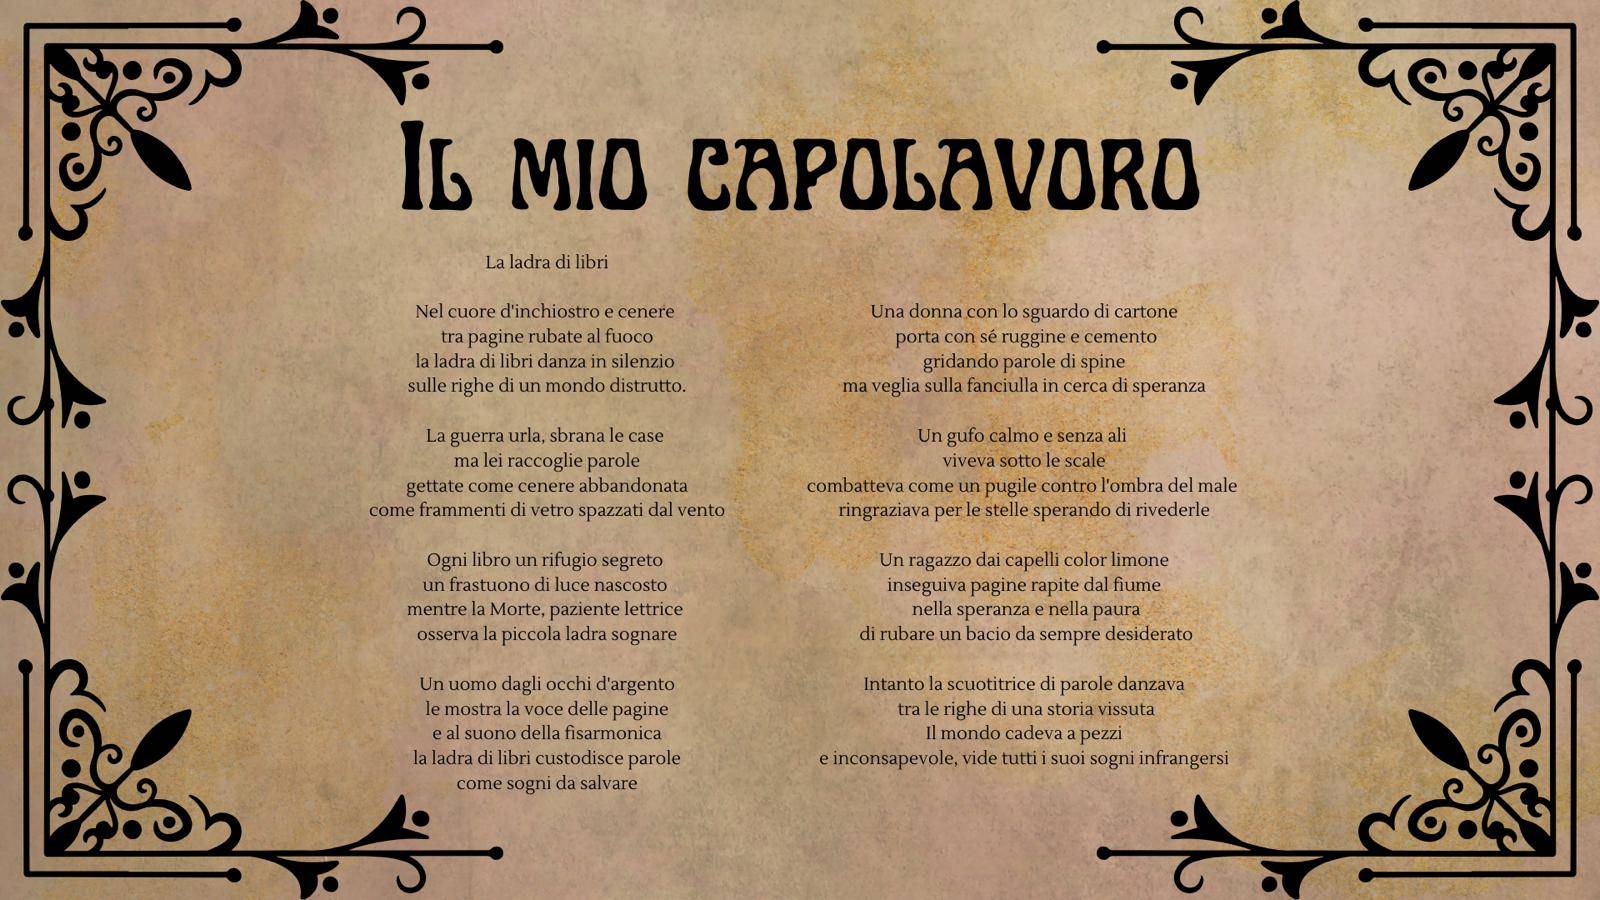 Il mio capolavoro
La ladra di libri
Nel cuore d'inchiostro e cenere
tra pagine rubate al fuoco
la ladra di libri danza in silenzio
sulle righe di un mondo distrutto.
La guerra urla, sbrana le case
ma lei raccoglie parole
gettate come cenere abbandonata
come frammenti di vetro spazzati dal vento
Ogni libro un rifugio segreto
un frastuono di luce nascosto
mentre la Morte, paziente lettrice
osserva la piccola ladra sognare
Un uomo dagli occhi d'argento
le mostra la voce delle pagine
e al suono della fisarmonica
la ladra di libri custodisce parole
come sogni da salvare
Una donna con lo sguardo di cartone
porta con sé ruggine e cemento
gridando parole di spine
ma veglia sulla fanciulla in cerca di speranza
Un gufo calmo e senza ali
viveva sotto le scale
combatteva come un pugile contro l'ombra del male
ringraziava per le stelle sperando di rivederle
Un ragazzo dai capelli color limone
inseguiva pagine rapite dal fiume
nella speranza e nella paura
di rubare un bacio da sempre desiderato
Intanto la scuotitrice di parole danzava
tra le righe di una storia vissuta
Il mondo cadeva a pezzi
e inconsapevole, vide tutti i suoi sogni infrangersi